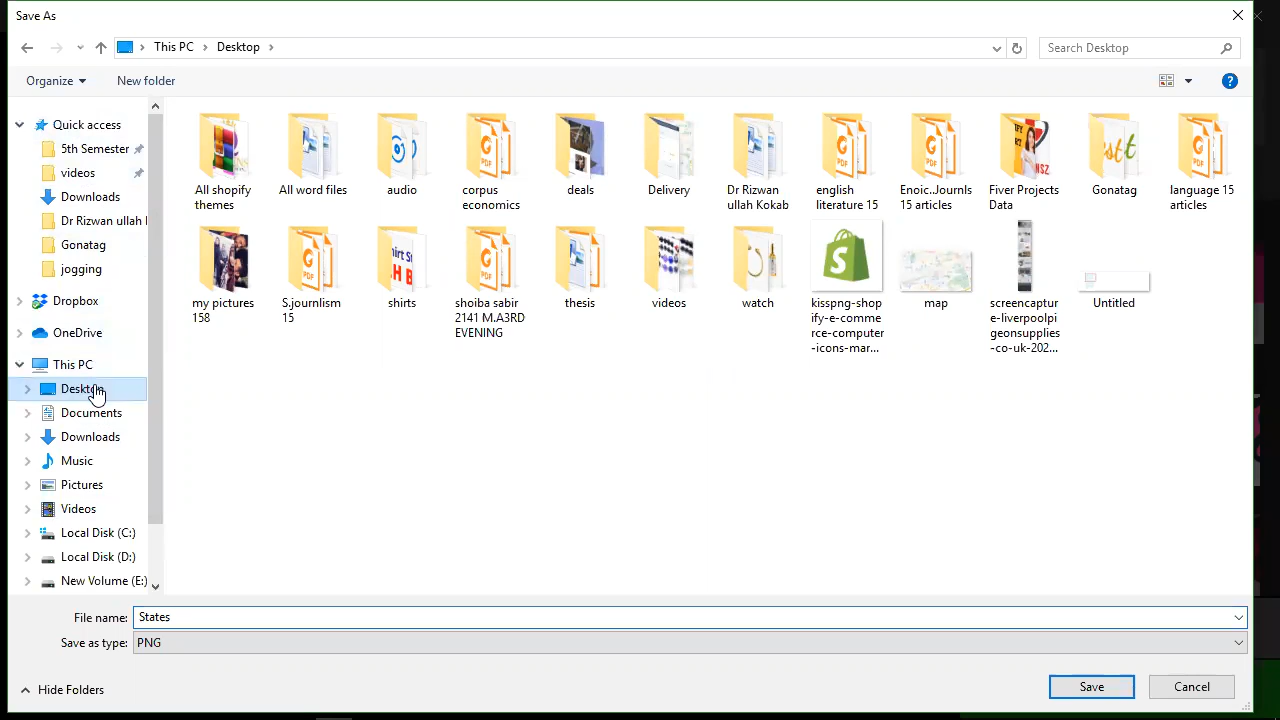 Save As
This PC
Desktop
Search Desktop
Organize
New folder
Quick access
5th Semester
videos
Downloads
Dr Rizwan ullah
Gonatag
jogging
Dropbox
OneDrive
This PC
Desktop
Documents
Downloads
Music
Pictures
Videos
Local Disk (C:)
Local Disk (D:)
New Volume (E:)
All shopify
themes
All word files
audio
corpus
economics
deals
Delivery
Dr Rizwan
ullah Kokab
english
literature 15
Enoic..Journls
15 articles
Fiver Projects
Data
Gonatag
language 15
articles
my pictures
158
S.journlism
15
shirts
shoiba sabir
2141 M.A3RD
EVENING
thesis
videos
watch
kisspng-shop
ify-e-comme
rce-computer
-icons-mar...
map
screencaptur
e-liverpoolpi
geonsupplies
-co-uk-202...
Untitled
File name:
States
Save as type:
PNG
Hide Folders
Save
Cancel